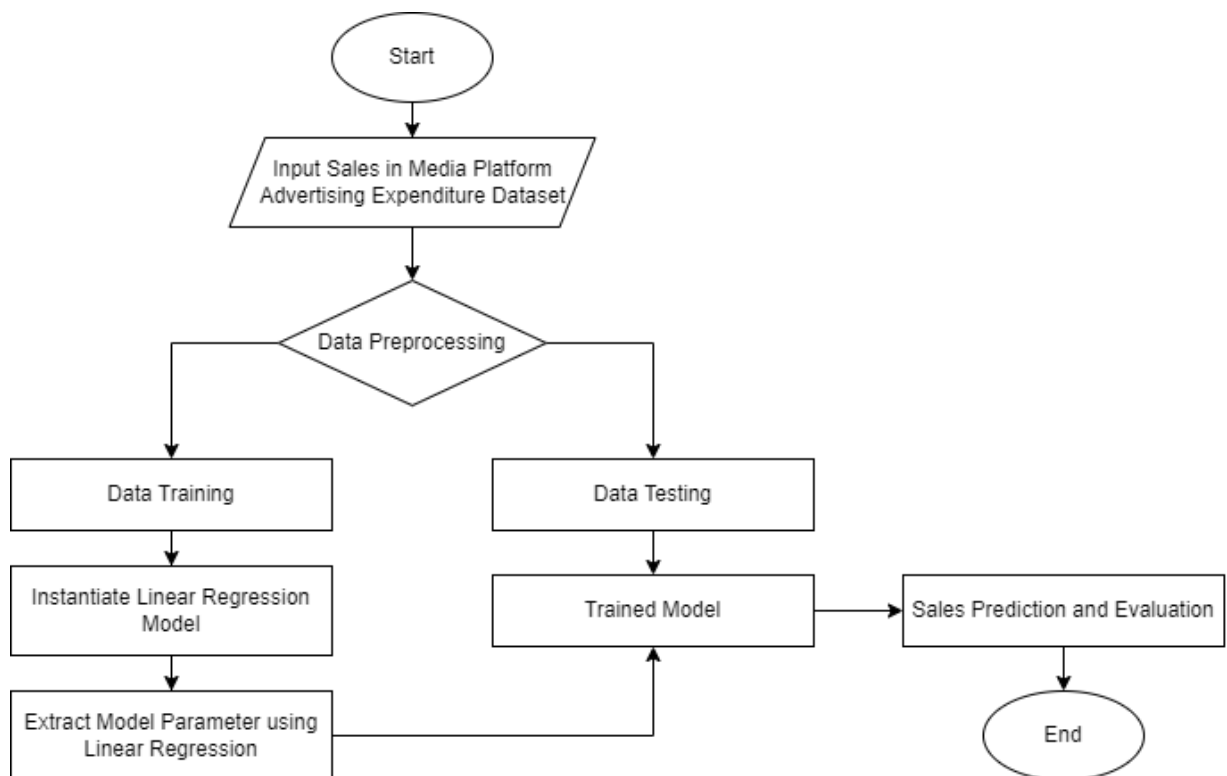 Start
Input Sales in Media Platform
Advertising Expenditure Dataset
Data Preprocessing
Data Training
Data Testing
Instantiate Linear Regression
Model
Trained Model
Sales Prediction and Evaluation
Extract Model Parameter using
Linear Regression
End